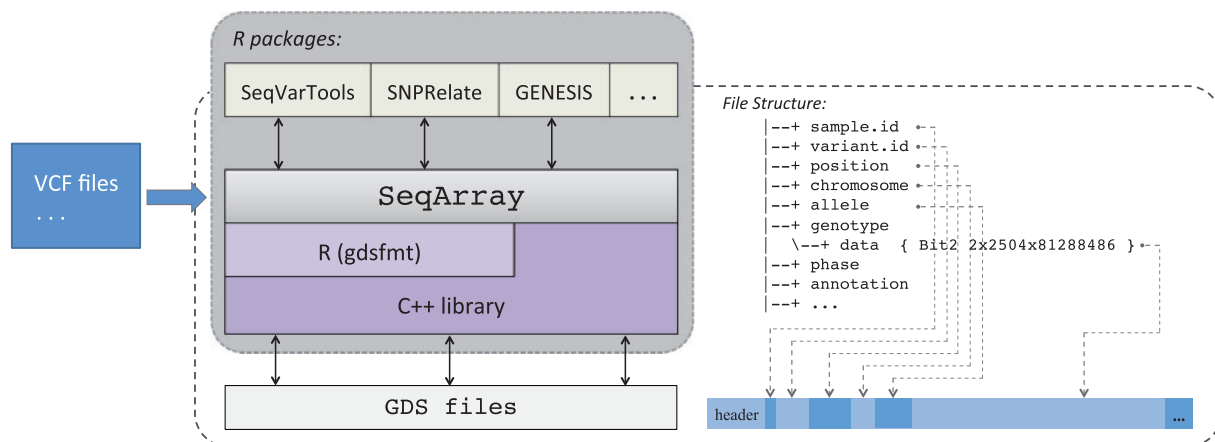 R packages:
SeqVarTools
SNPRelate
GENESIS
...
VCF files
...
SeqArray
R (gdsfmt)
C++ library
GDS files
File Structure:
|--+ sample.id
|--+ variant.id
|--+ position
|--+ chromosome
|--+ allele
|--+ genotype
| \--+ data { Bit2 2x2504x81288486 }
|--+ phase
|--+ annotation
|--+ ...
header
...